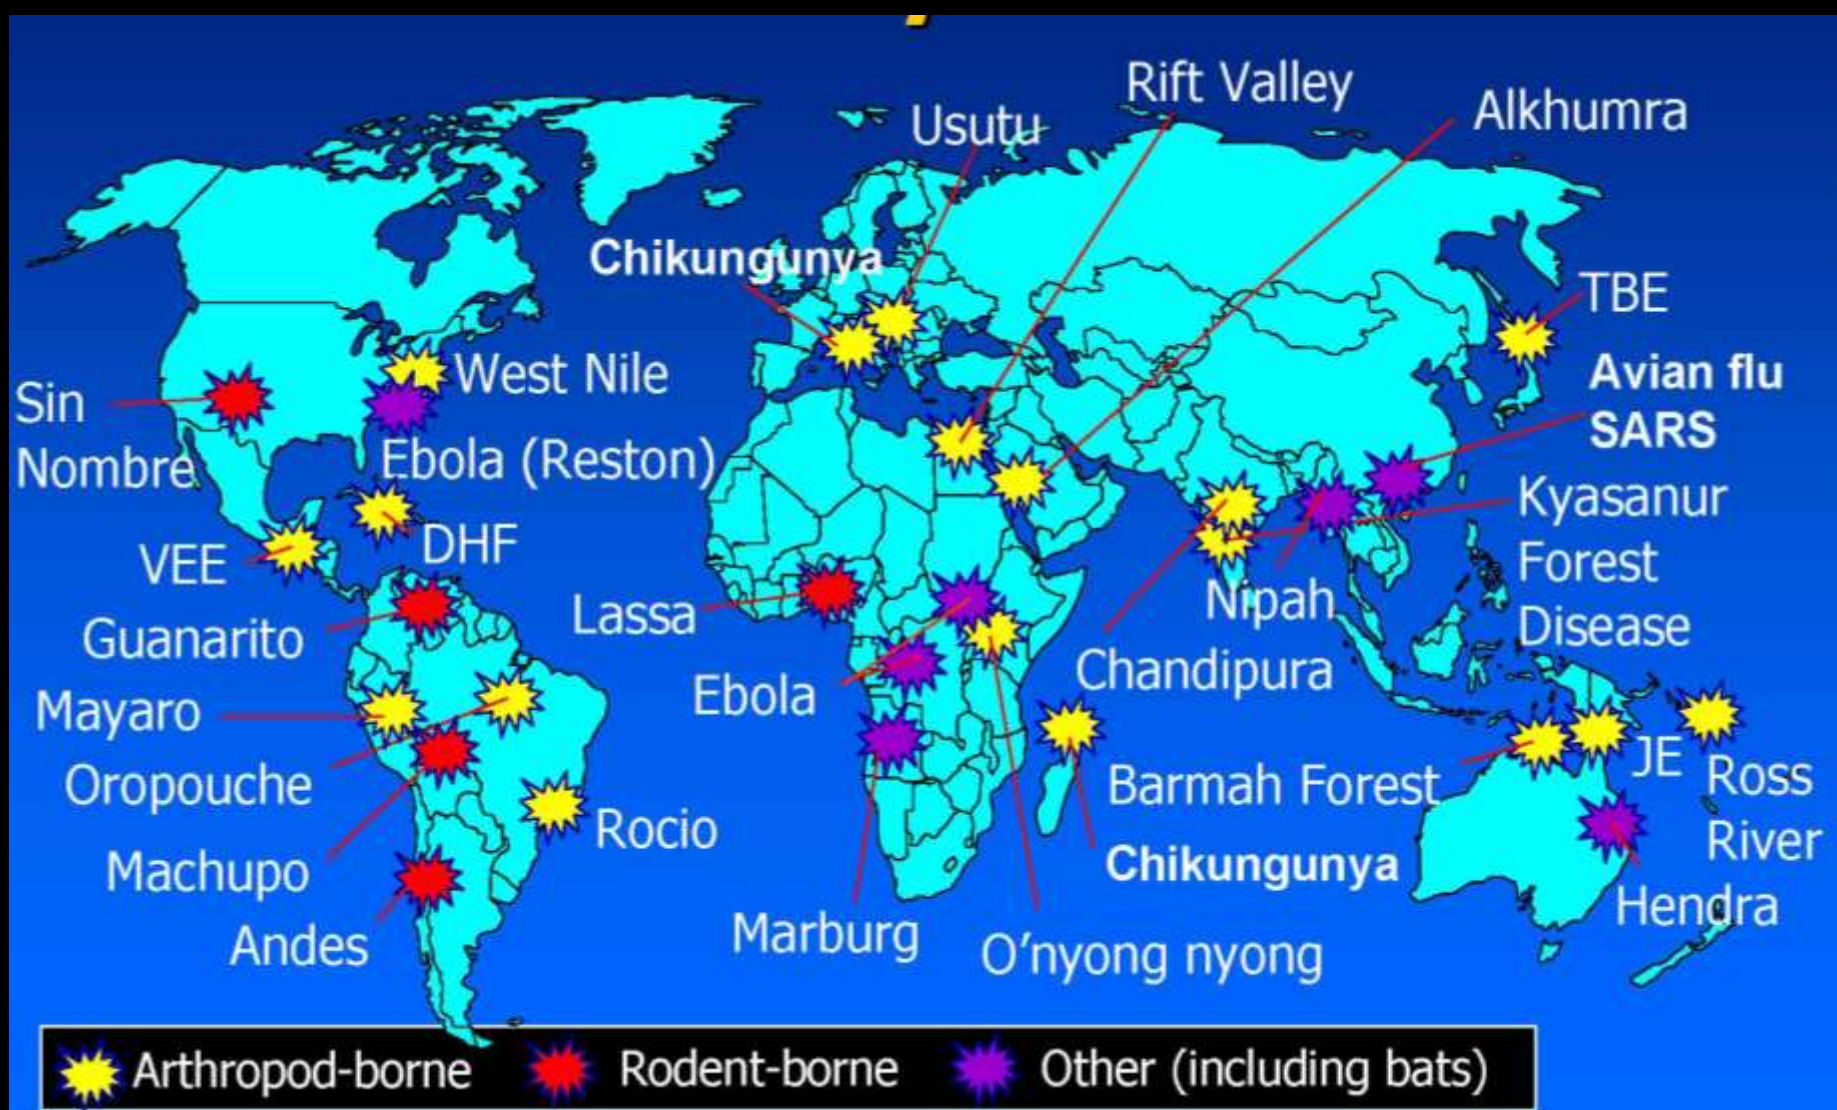 Rift Valley
Alkhumra
Usutu
Chikungunya
TBE
West Nile
Avian flu
SARS
Sin
Nombre
Ebola (Reston)
Kyasanur
Forest
Disease
DHF
VEE
Nipah
Lassa
Guanarito
Chandipura
Ebola
Mayaro
JE
Ross
River
Barmah Forest
Oropouche
Rocio
Chikungunya
Machupo
Hendra
Marburg
Andes
O'nyong nyong
Arthropod-borne
Rodent-borne
Other (including bats)